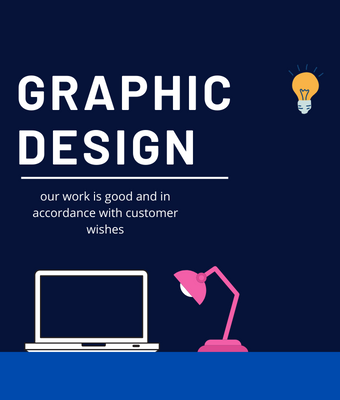 GRAPHIC
DESIGN
our work is good and in
accordance with customer
wishes